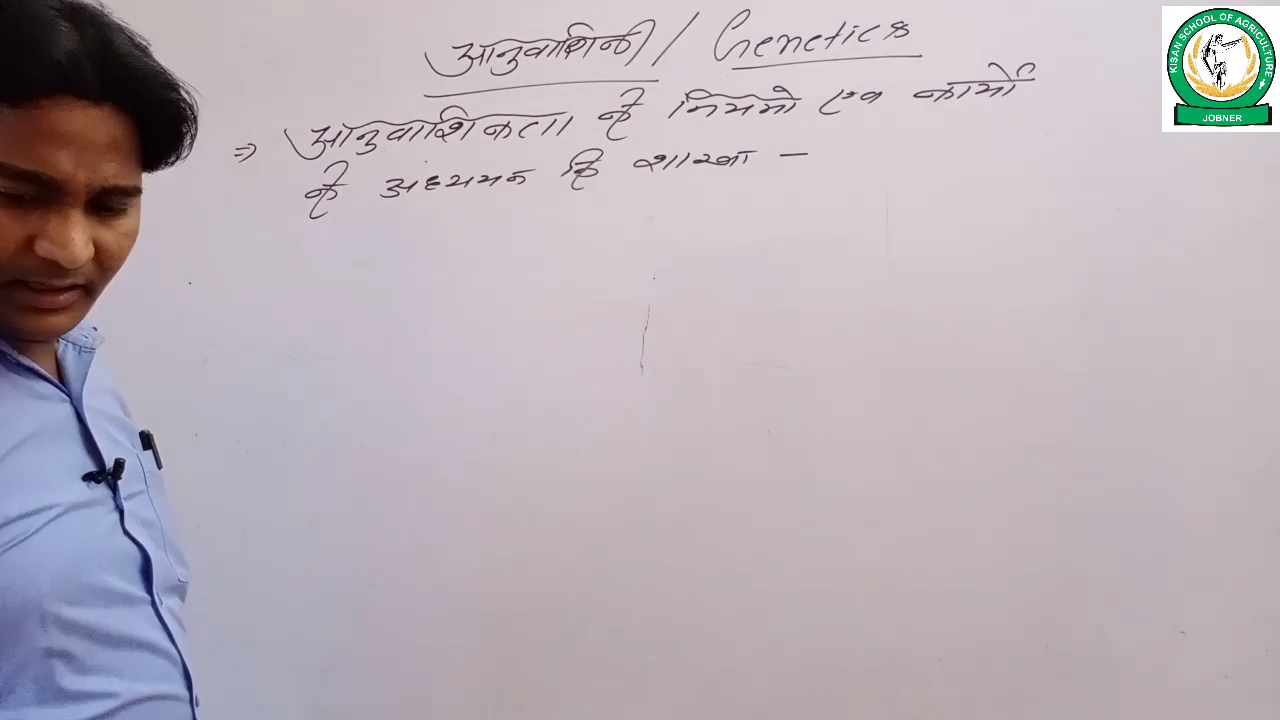 आनुवाशिकी / Genetics
⇒ आनुवाशिकता के नियमो एव कार्यो
के अध्ययन कि शाखा -
KISAN SCHOOL OF AGRICULTURE
JOBNER